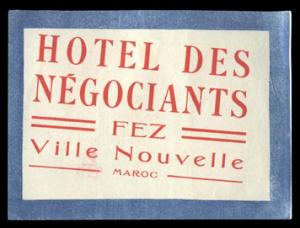 HOTEL DES
NÉGOCIANTS
FEZ
Ville Nouvelle
MAROC